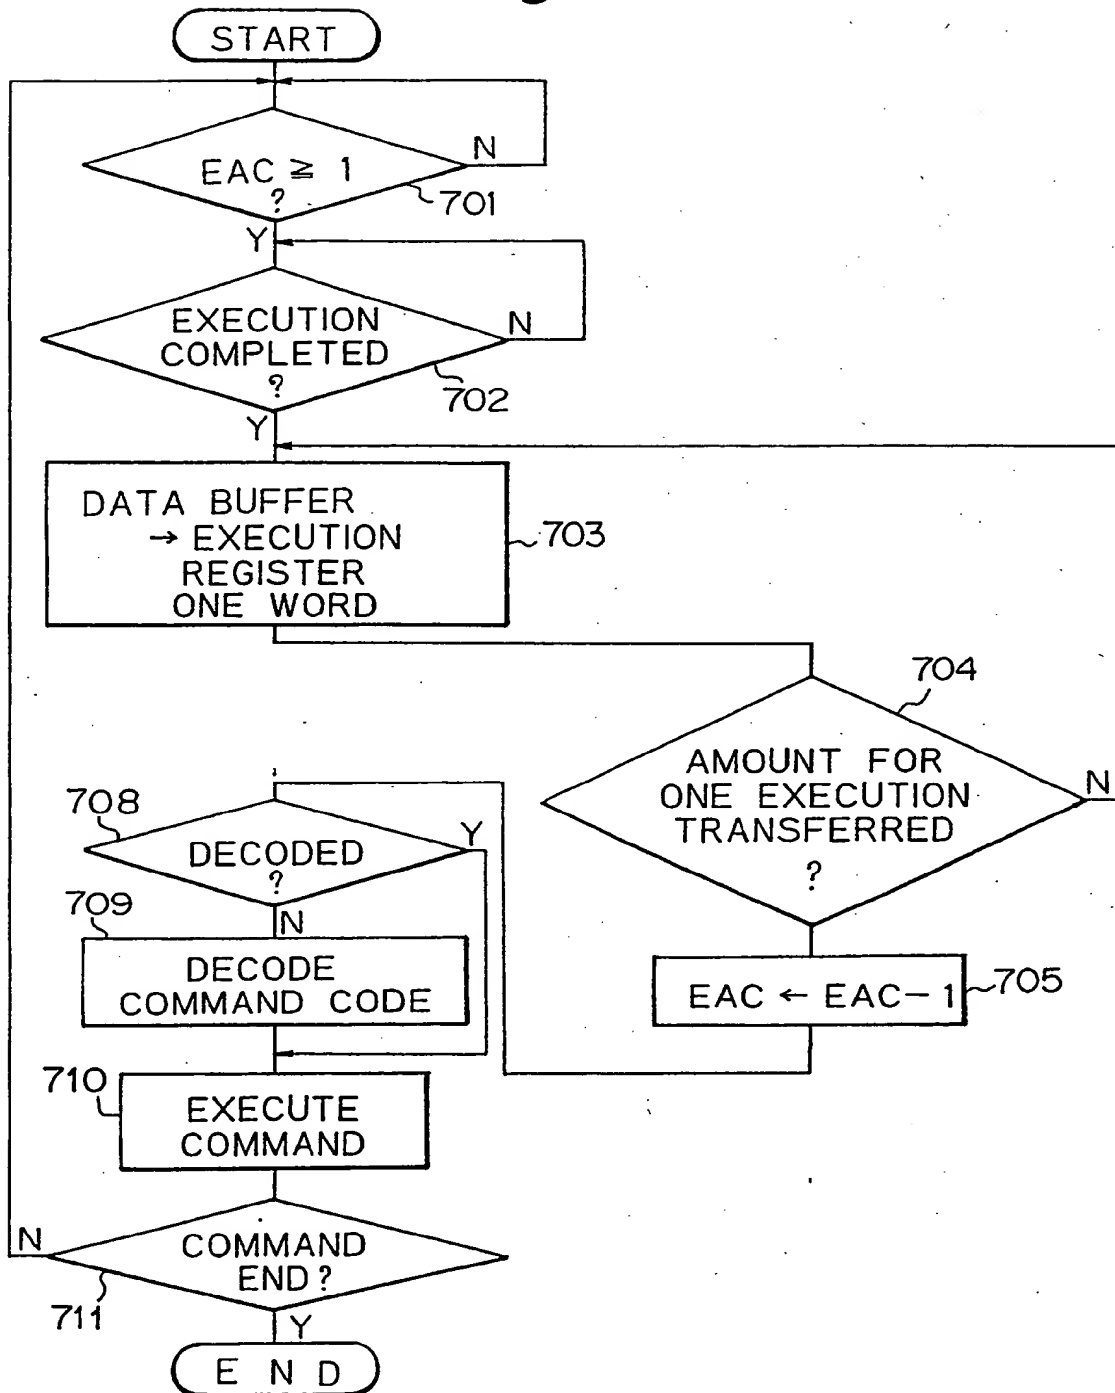 START
EAC ≧ 1
?
N
701
Y
EXECUTION
COMPLETED
?
N
702
Y
DATA BUFFER
→ EXECUTION
REGISTER
ONE WORD
703
704
AMOUNT FOR
ONE EXECUTION
TRANSFERRED
?
N
EAC ← EAC-1
705
708
DECODED
?
Y
N
709
DECODE
COMMAND CODE
710
EXECUTE
COMMAND
COMMAND
END?
N
711
Y
END